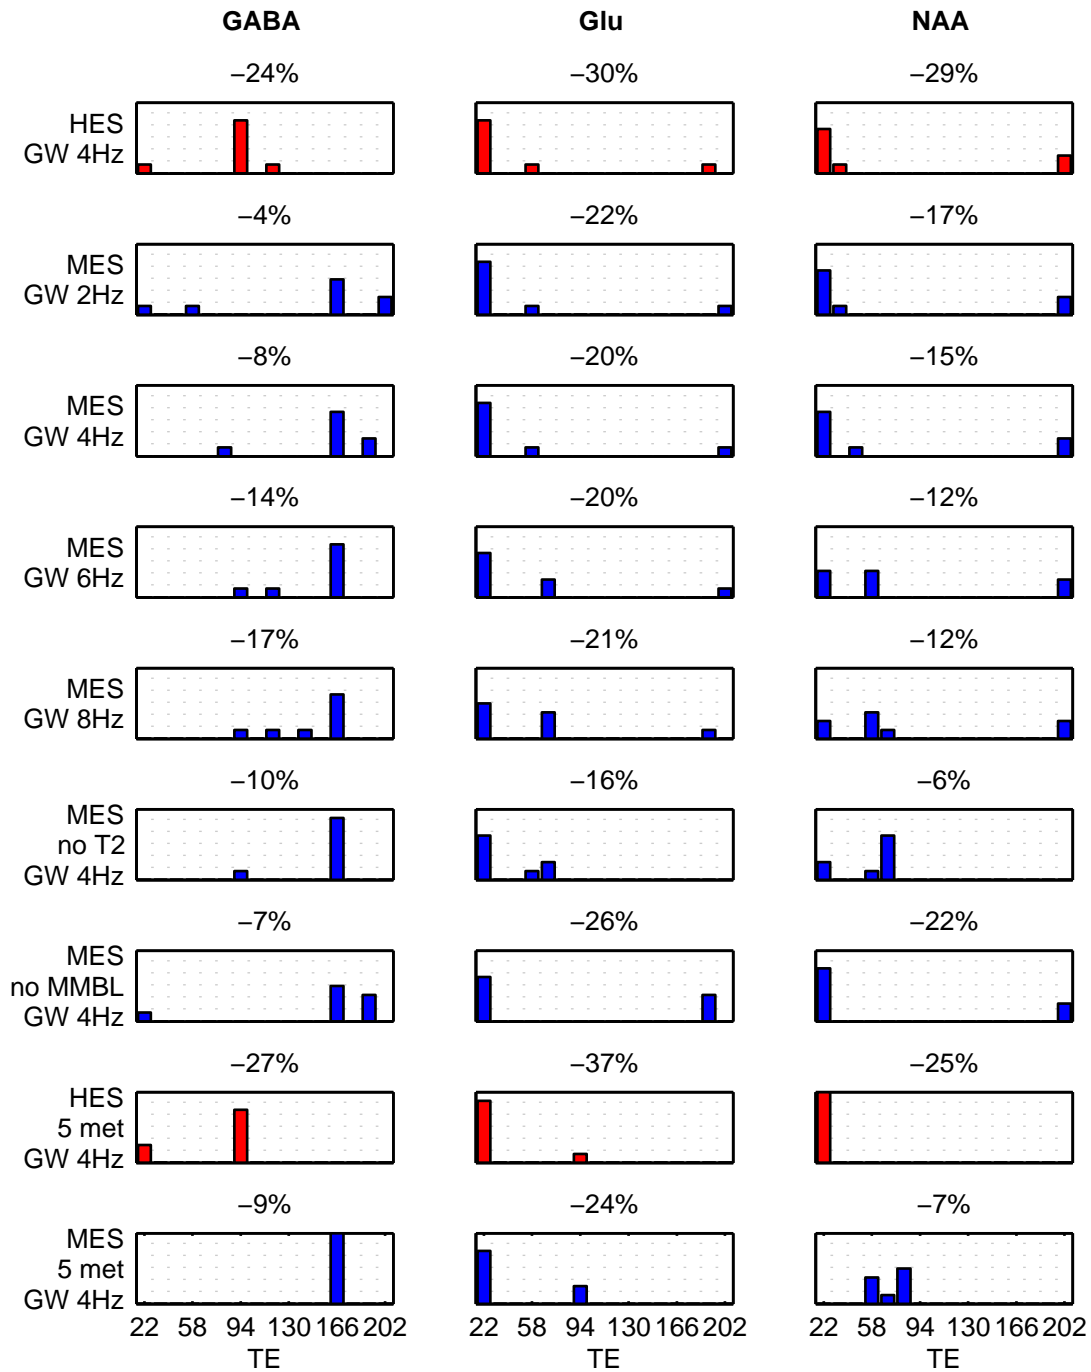 GABA Glu NAA
−24% −30% −29%
HES
GW 4Hz
−4% −22% −17%
MES
GW 2Hz
−8% −20% −15%
MES
GW 4Hz
−14% −20% −12%
MES
GW 6Hz
−17% −21% −12%
MES
GW 8Hz
−10% −16% −6%
MES
no T2
GW 4Hz
−7% −26% −22%
MES
no MMBL
GW 4Hz
−27% −37% −25%
HES
5 met
GW 4Hz
−9% −24% −7%
MES
5 met
GW 4Hz
22 58 94 130 166 202 22 58 94 130 166 202 22 58 94 130 166 202
TE TE TE